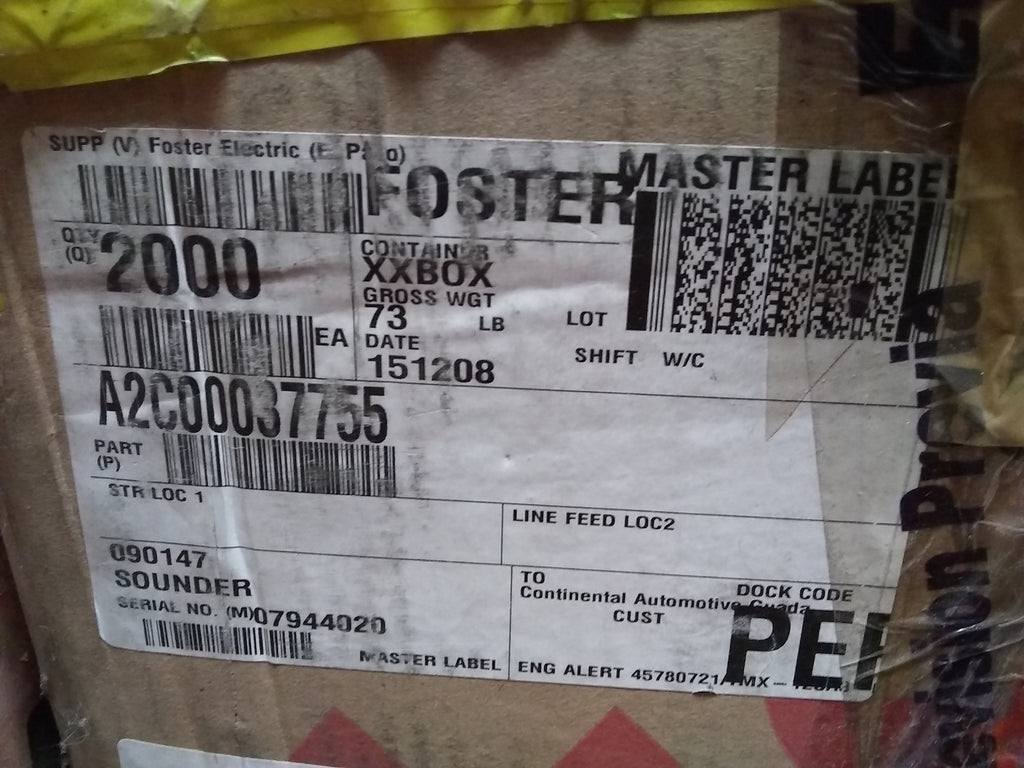 SUPP (V) Foster Electric
FOSTER
MASTER LABEL
QTY (Q)
2000
EA
CONTAINER
XXBOX
GROSS WGT
73 LB
DATE
151208
LOT
SHIFT W/C
A2C00037755
PART (P)
STR LOC 1
LINE FEED LOC2
090147
SOUNDER
SERIAL NO. (M)07944020
MASTER LABEL
TO
Continental Automotive
CUST
DOCK CODE
PE
ENG ALERT 45780721